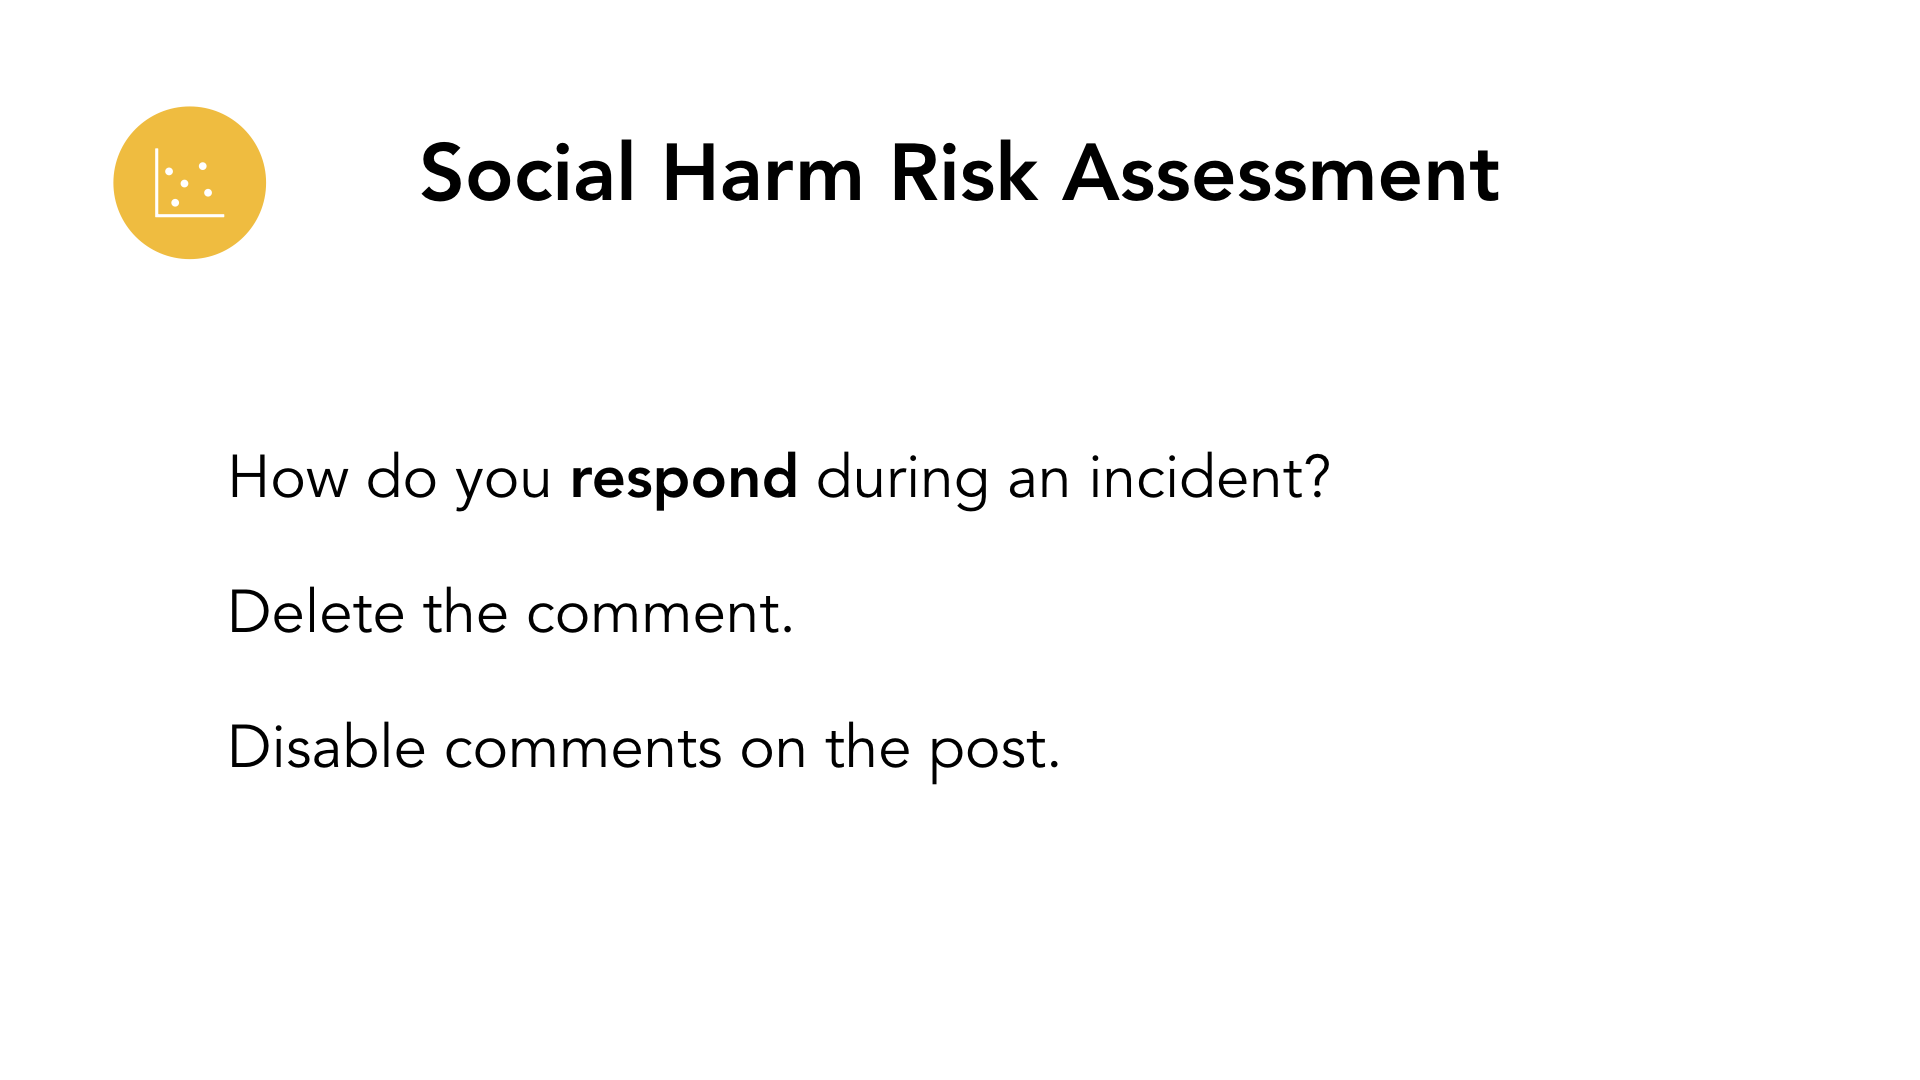 Social Harm Risk Assessment
How do you respond during an incident?
Delete the comment.
Disable comments on the post.